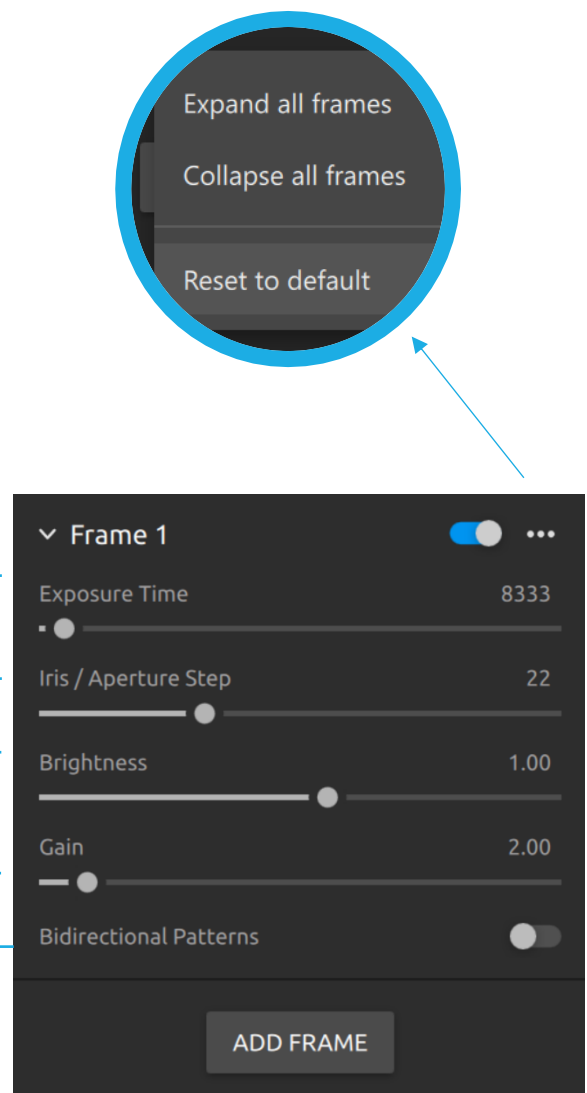 Expand all frames
Collapse all frames
Reset to default
Frame 1
Exposure Time 8333
Iris / Aperture Step 22
Brightness 1.00
Gain 2.00
Bidirectional Patterns
ADD FRAME